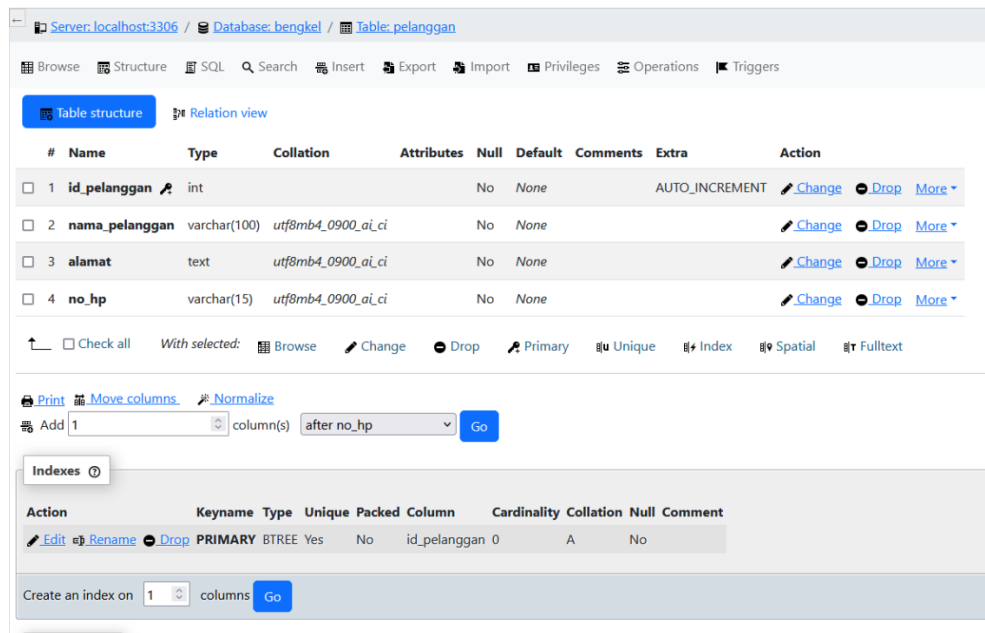 Server: localhost:3306 / Database: bengkel / Table: pelanggan
Browse Structure SQL Search Insert Export Import Privileges Operations Triggers
Table structure Relation view
# Name Type Collation Attributes Null Default Comments Extra Action
1 id_pelanggan int No None AUTO_INCREMENT Change Drop More
2 nama_pelanggan varchar(100) utf8mb4_0900_ai_ci No None Change Drop More
3 alamat text utf8mb4_0900_ai_ci No None Change Drop More
4 no_hp varchar(15) utf8mb4_0900_ai_ci No None Change Drop More
Check all With selected: Browse Change Drop Primary Unique Index Spatial Fulltext
Print Move columns Normalize
Add 1 column(s) after no_hp Go
Indexes
Action Keyname Type Unique Packed Column Cardinality Collation Null Comment
Edit Rename Drop PRIMARY BTREE Yes No id_pelanggan 0 A No
Create an index on 1 columns Go